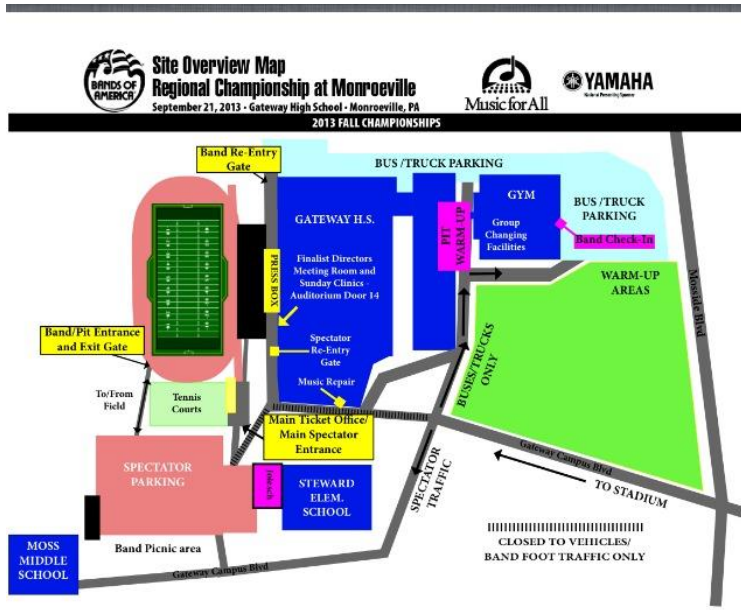 BANDS OF
AMERICA
Site Overview Map
Regional Championship at Monroeville
September 21, 2013 - Gateway High School - Monroeville, PA
Music for All
YAMAHA
National Presenting Sponsor
2013 FALL CHAMPIONSHIPS
Band Re-Entry
Gate
BUS /TRUCK PARKING
GATEWAY H.S.
GYM
Group
Changing
Facilities
BUS /TRUCK
PARKING
Band Check-In
PIT
WARM-UP
WARM-UP
AREAS
Mosside Blvd
PRESS BOX
Finalist Directors
Meeting Room and
Sunday Clinics -
Auditorium Door 14
Band/Pit Entrance
and Exit Gate
Spectator
Re-Entry
Gate
Music Repair
BUSES/TRUCKS
ONLY
To/From
Field
Tennis
Courts
Main Ticket Office/
Main Spectator
Entrance
SPECTATOR
PARKING
STEWARD
ELEM.
SCHOOL
SPECTATOR
TRAFFIC
Gateway Campus Blvd
TO STADIUM
CLOSED TO VEHICLES/
BAND FOOT TRAFFIC ONLY
Band Picnic area
MOSS
MIDDLE
SCHOOL
Gateway Campus Blvd